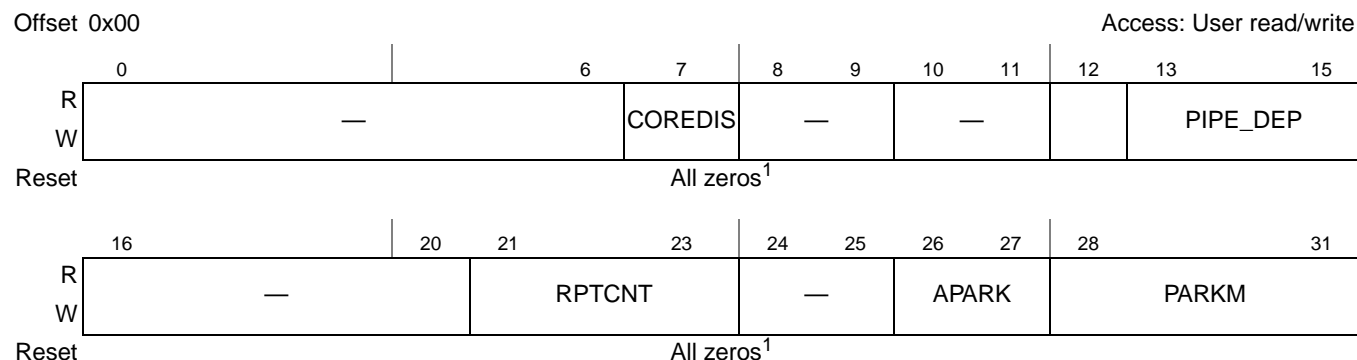 Offset 0x00 Access: User read/write
0 6 7 8 9 10 11 12 13 15
R
— COREDIS — — PIPE_DEP
W
Reset All zeros1
16 20 21 23 24 25 26 27 28 31
R
— RPTCNT — APARK PARKM
W
Reset All zeros1